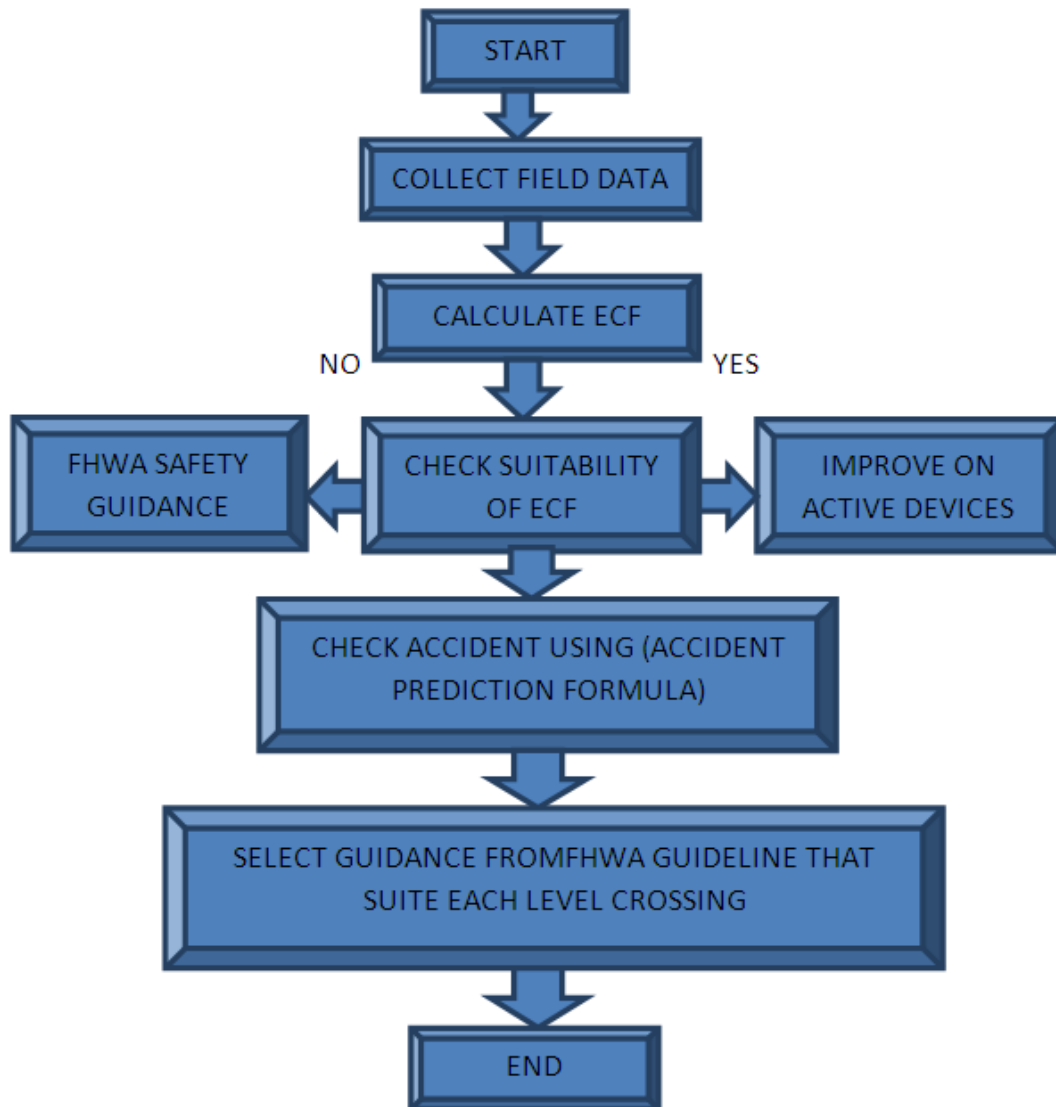 START
COLLECT FIELD DATA
CALCULATE ECF
NO
YES
FHWA SAFETY
GUIDANCE
CHECK SUITABILITY
OF ECF
IMPROVE ON
ACTIVE DEVICES
CHECK ACCIDENT USING (ACCIDENT
PREDICTION FORMULA)
SELECT GUIDANCE FROMFHWA GUIDELINE THAT
SUITE EACH LEVEL CROSSING
END